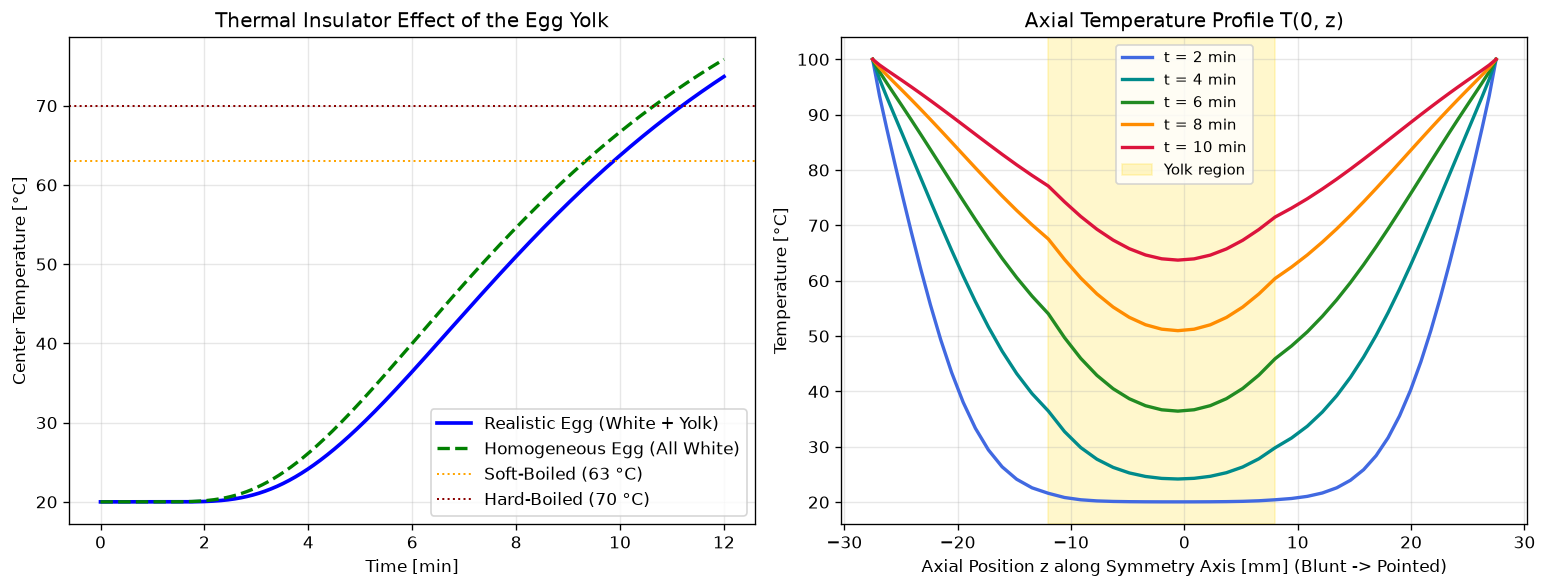 Thermal Insulator Effect of the Egg Yolk
Center Temperature [°C]
70
60
50
40
30
20
0
2
4
6
8
10
12
Time [min]
Realistic Egg (White + Yolk)
Homogeneous Egg (All White)
Soft-Boiled (63 °C)
Hard-Boiled (70 °C)
Axial Temperature Profile T(0, z)
Temperature [°C]
100
90
80
70
60
50
40
30
20
−30
−20
−10
0
10
20
30
Axial Position z along Symmetry Axis [mm] (Blunt -> Pointed)
t = 2 min
t = 4 min
t = 6 min
t = 8 min
t = 10 min
Yolk region